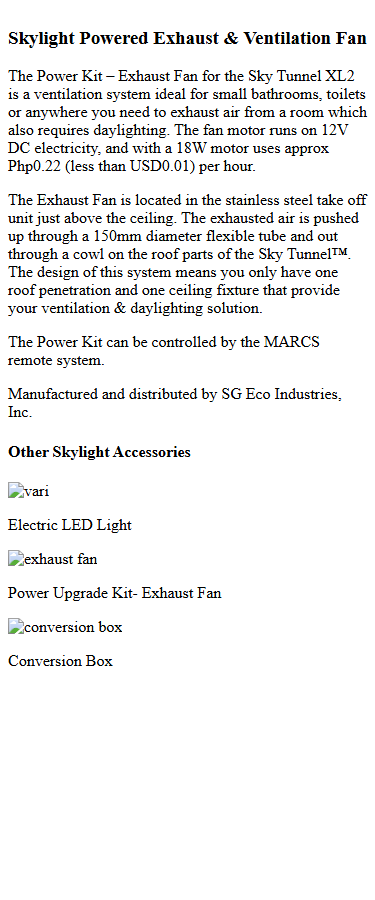 Skylight Powered Exhaust & Ventilation Fan
The Power Kit – Exhaust Fan for the Sky Tunnel XL2
is a ventilation system ideal for small bathrooms, toilets
or anywhere you need to exhaust air from a room which
also requires daylighting. The fan motor runs on 12V
DC electricity, and with a 18W motor uses approx
Php0.22 (less than USD0.01) per hour.
The Exhaust Fan is located in the stainless steel take off
unit just above the ceiling. The exhausted air is pushed
up through a 150mm diameter flexible tube and out
through a cowl on the roof parts of the Sky Tunnel™.
The design of this system means you only have one
roof penetration and one ceiling fixture that provide
your ventilation & daylighting solution.
The Power Kit can be controlled by the MARCS
remote system.
Manufactured and distributed by SG Eco Industries,
Inc.
Other Skylight Accessories
vari
Electric LED Light
exhaust fan
Power Upgrade Kit- Exhaust Fan
conversion box
Conversion Box